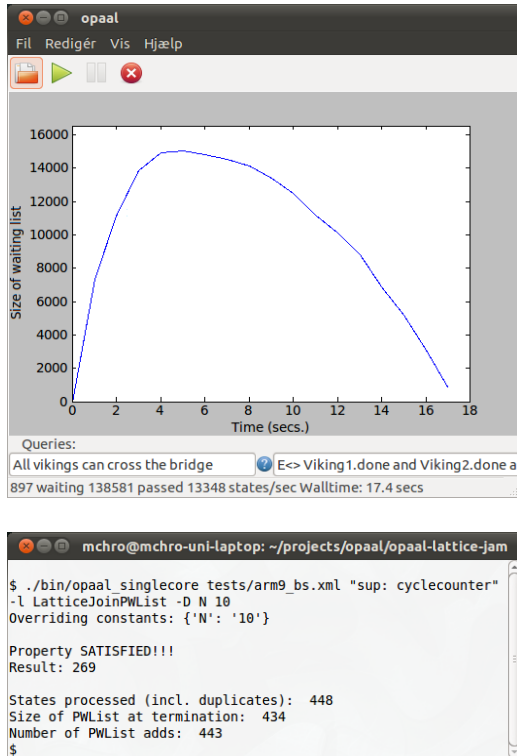 opaal
Fil Redigér Vis Hjælp
16000
14000
12000
10000
8000
6000
4000
2000
0
Size of waiting list
0 2 4 6 8 10 12 14 16 18
Time (secs.)
Queries:
All vikings can cross the bridge ? E<> Viking1.done and Viking2.done a
897 waiting 138581 passed 13348 states/sec Walltime: 17.4 secs
mchro@mchro-uni-laptop: ~/projects/opaal/opaal-lattice-jam
$ ./bin/opaal_singlecore tests/arm9_bs.xml "sup: cyclecounter"
-l LatticeJoinPWList -D N 10
Overriding constants: {'N': '10'}
Property SATISFIED!!!
Result: 269
States processed (incl. duplicates): 448
Size of PWList at termination: 434
Number of PWList adds: 443
$